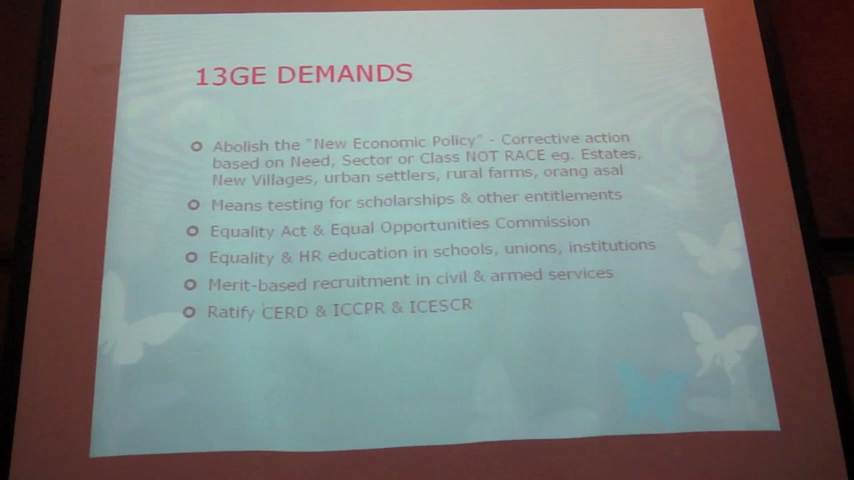 13GE DEMANDS
Abolish the "New Economic Policy" - Corrective action
based on Need, Sector or Class NOT RACE eg. Estates,
New Villages, urban settlers, rural farms, orang asal
Means testing for scholarships & other entitlements
Equality Act & Equal Opportunities Commission
Equality & HR education in schools, unions, institutions
Merit-based recruitment in civil & armed services
Ratify CERD & ICCPR & ICESCR